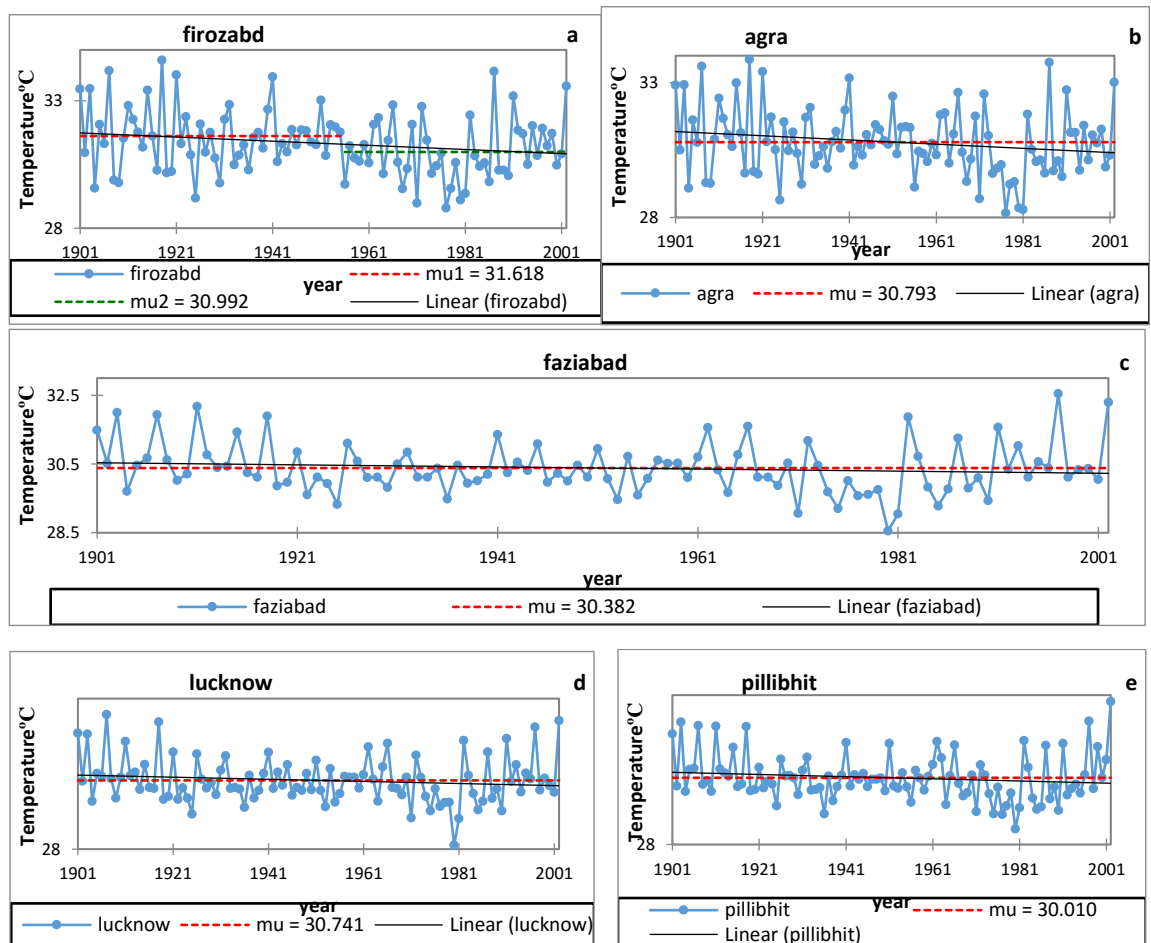 firozabd a
Temperature°C
33
28
1901 1921 1941 1961 1981 2001
year
firozabd mu1 = 31.618
mu2 = 30.992 Linear (firozabd)
agra b
Temperature°C
33
28
1901 1921 1941 1961 1981 2001
year
agra mu = 30.793 Linear (agra)
faziabad c
Temperature°C
32.5
30.5
28.5
1901 1921 1941 1961 1981 2001
year
faziabad mu = 30.382 Linear (faziabad)
lucknow d
Temperature°C
28
1901 1921 1941 1961 1981 2001
year
lucknow mu = 30.741 Linear (lucknow)
pillibhit e
Temperature°C
28
1901 1921 1941 1961 1981 2001
year
pillibhit mu = 30.010
Linear (pillibhit)